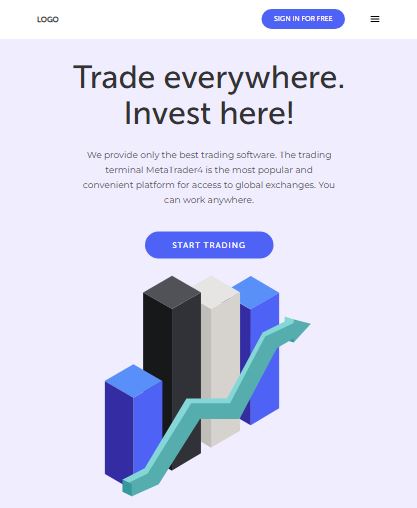 LOGO
SIGN IN FOR FREE
Trade everywhere.
Invest here!
We provide only the best trading software. The trading
terminal MetaTrader4 is the most popular and
convenient platform for access to global exchanges. You
can work anywhere.
START TRADING